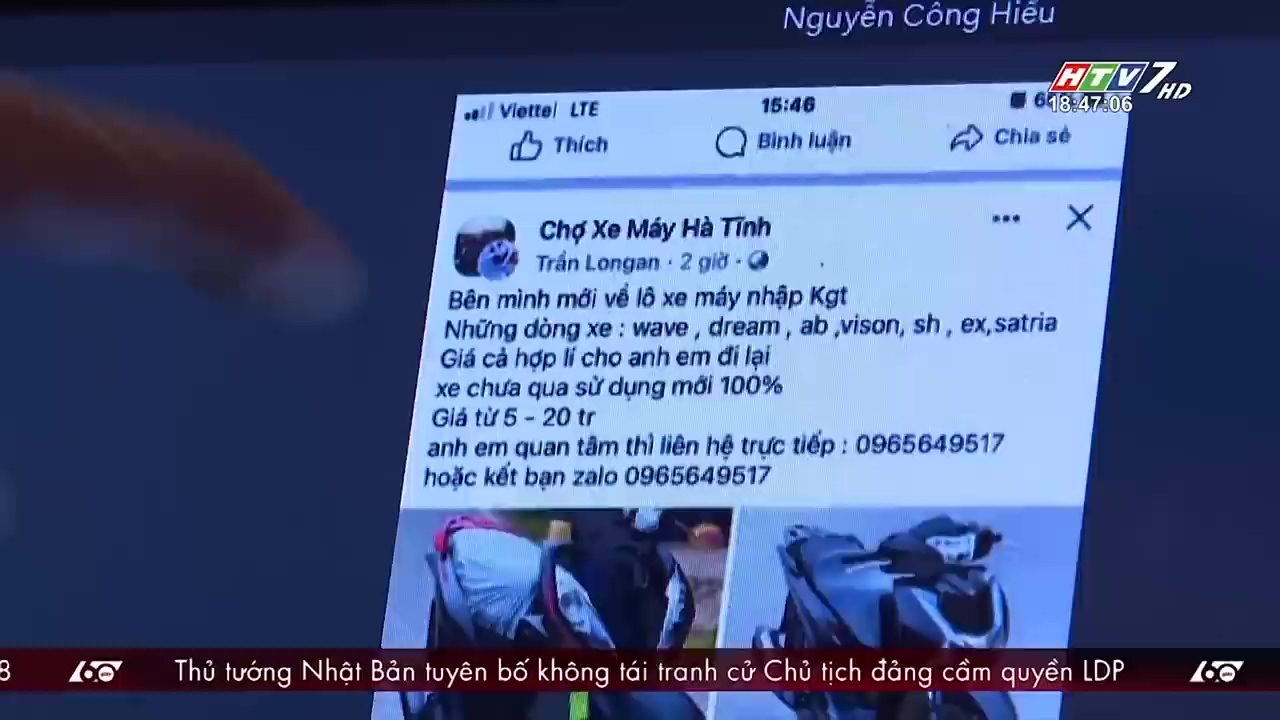 Nguyễn Công Hiếu
HTV7 HD
18:47:06
Viettel LTE
15:46
Thích
Bình luận
Chia sẻ
Chợ Xe Máy Hà Tĩnh
Trần Longan · 2 giờ ·
Bên mình mới về lô xe máy nhập Kgt
Những dòng xe : wave , dream , ab ,vison, sh , ex,satria
Giá cả hợp lí cho anh em đi lại
xe chưa qua sử dụng mới 100%
Giá từ 5 - 20 tr
anh em quan tâm thì liên hệ trực tiếp : 0965649517
hoặc kết bạn zalo 0965649517
8
60 Thủ tướng Nhật Bản tuyên bố không tái tranh cử Chủ tịch đảng cầm quyền LDP 60